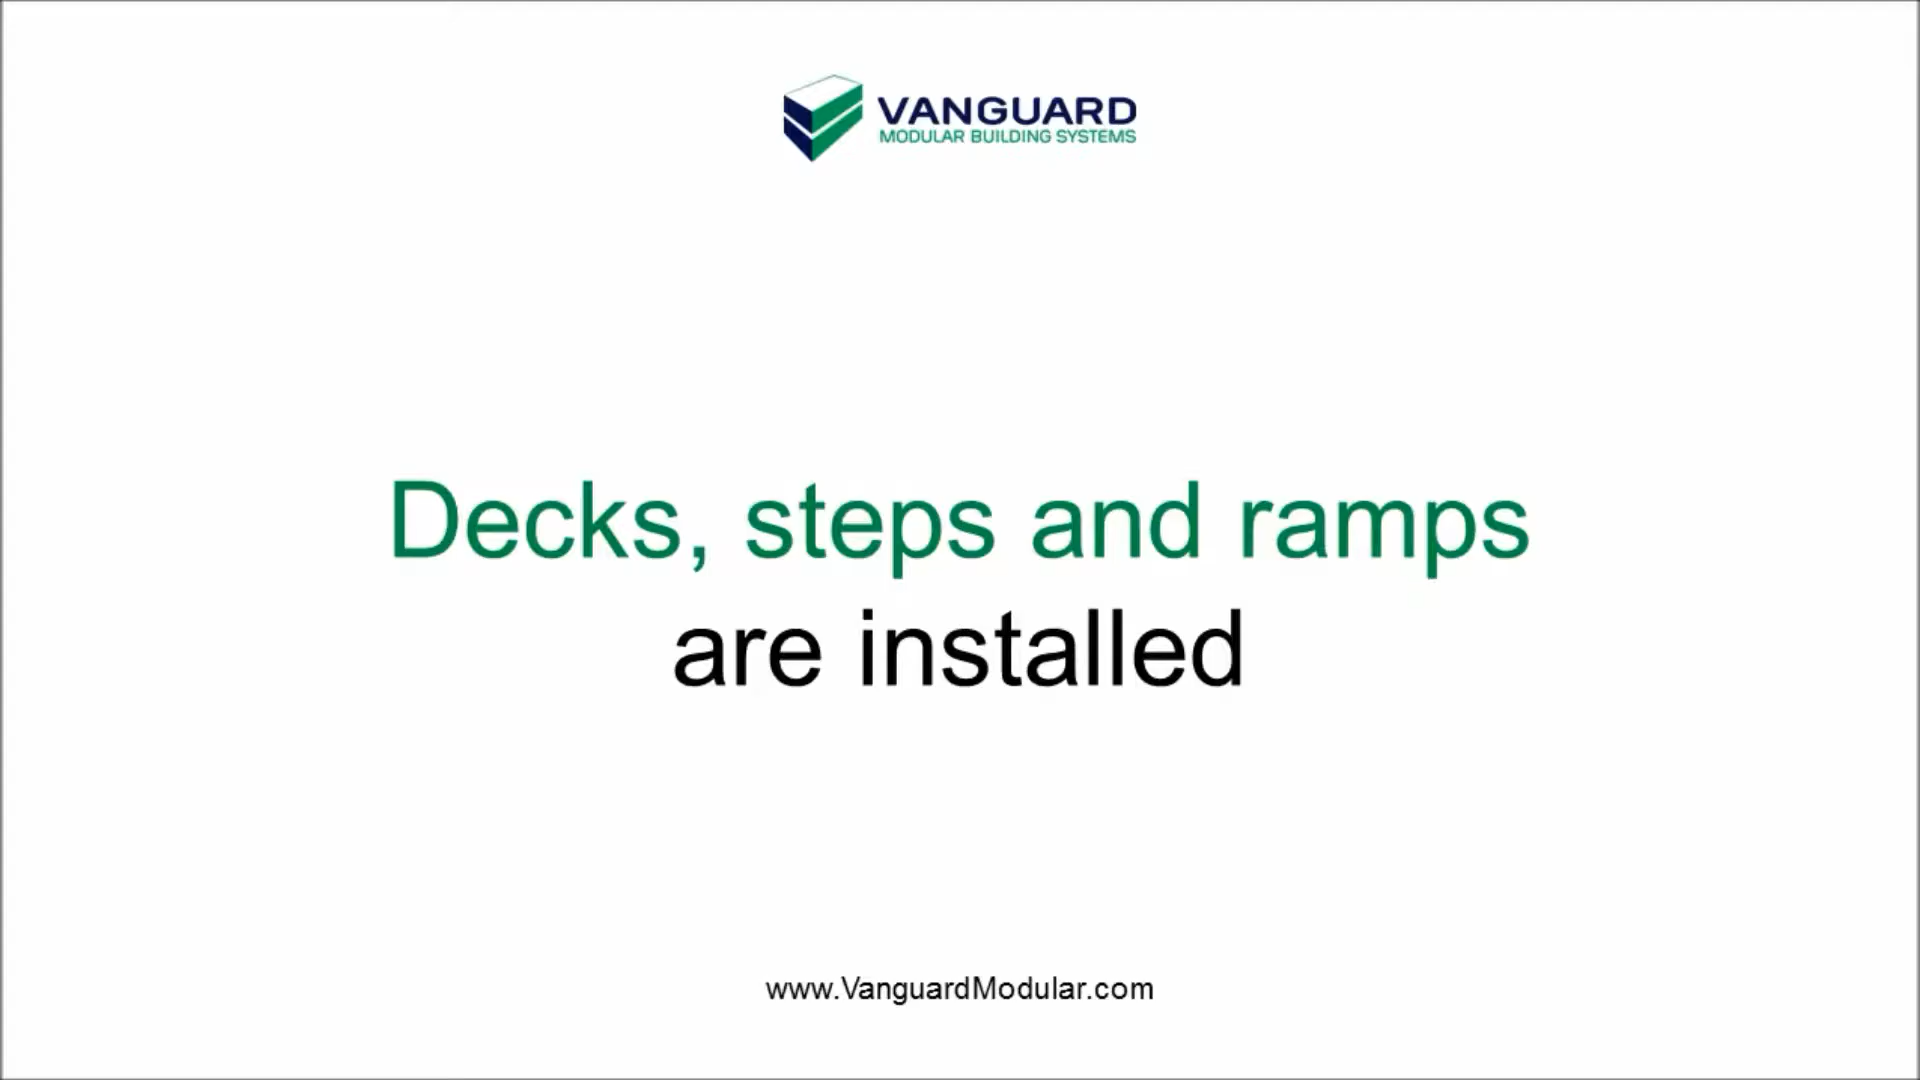 VANGUARD
MODULAR BUILDING SYSTEMS
Decks, steps and ramps
are installed
www.VanguardModular.com